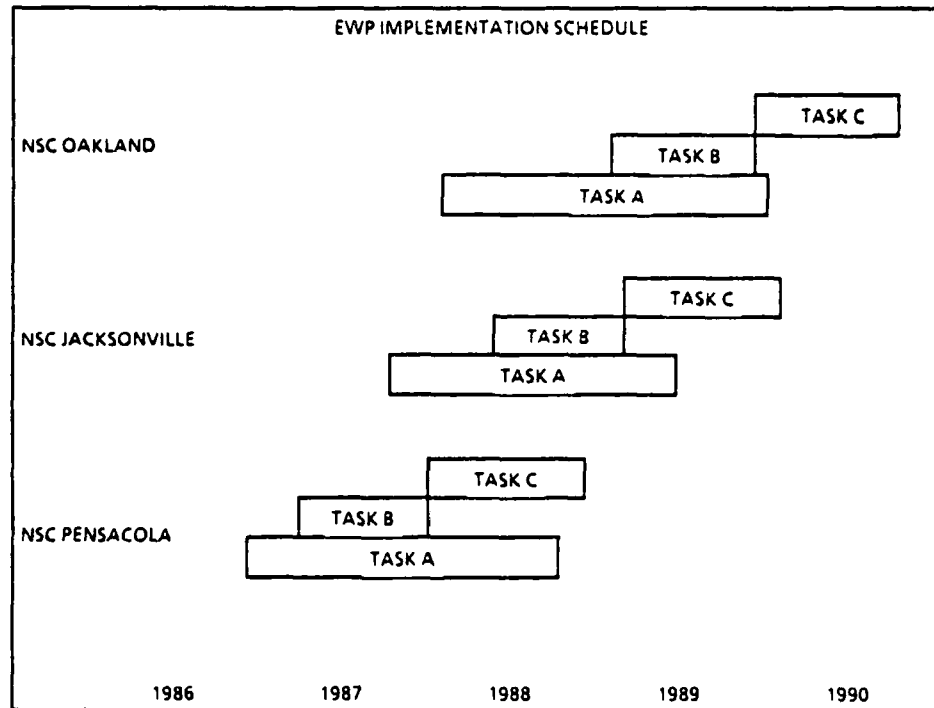 EWP IMPLEMENTATION SCHEDULE
TASK C
NSC OAKLAND
TASK B
TASK A
TASK C
NSC JACKSONVILLE
TASK B
TASK A
TASK C
NSC PENSACOLA
TASK B
TASK A
1986 1987 1988 1989 1990